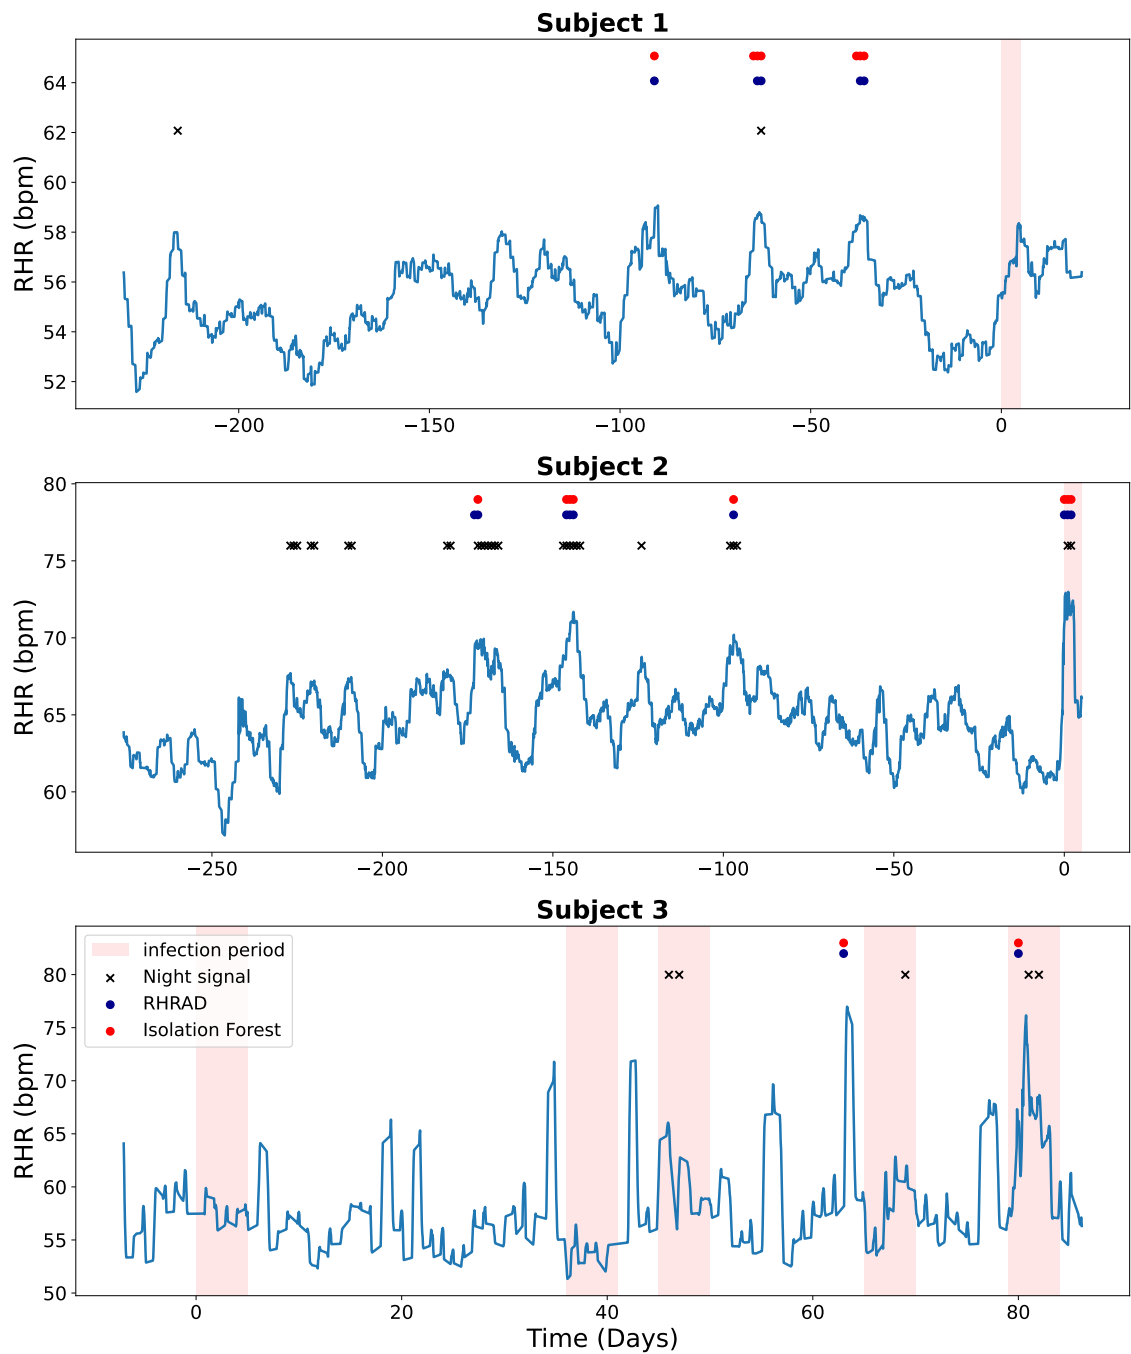 Subject 1
64
62
60
58
56
54
52
RHR (bpm)
−200 −150 −100 −50 0
Subject 2
80
75
70
65
60
RHR (bpm)
−250 −200 −150 −100 −50 0
Subject 3
infection period
Night signal
RHRAD
Isolation Forest
80
75
70
65
60
55
50
RHR (bpm)
0 20 40 60 80
Time (Days)